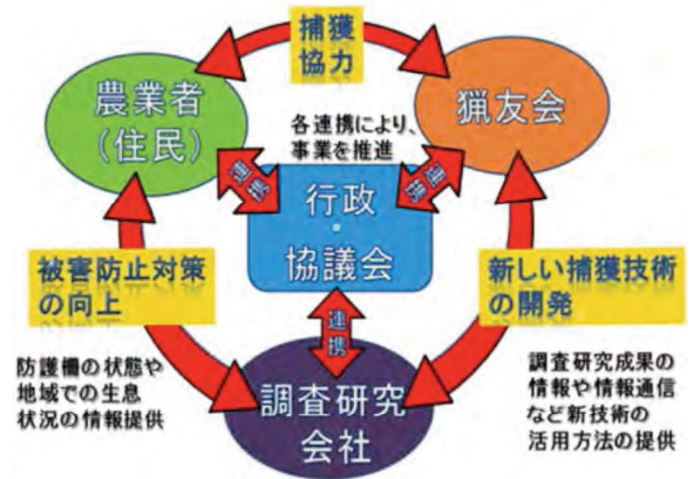 捕獲
協力
農業者
(住民)
猟友会
各連携により、
事業を推進
連携
連携
行政
・
協議会
被害防止対策
の向上
新しい捕獲技術
の開発
連携
防護柵の状態や
地域での生息
状況の情報提供
調査研究
会社
調査研究成果の
情報や情報通信
など新技術の
活用方法の提供